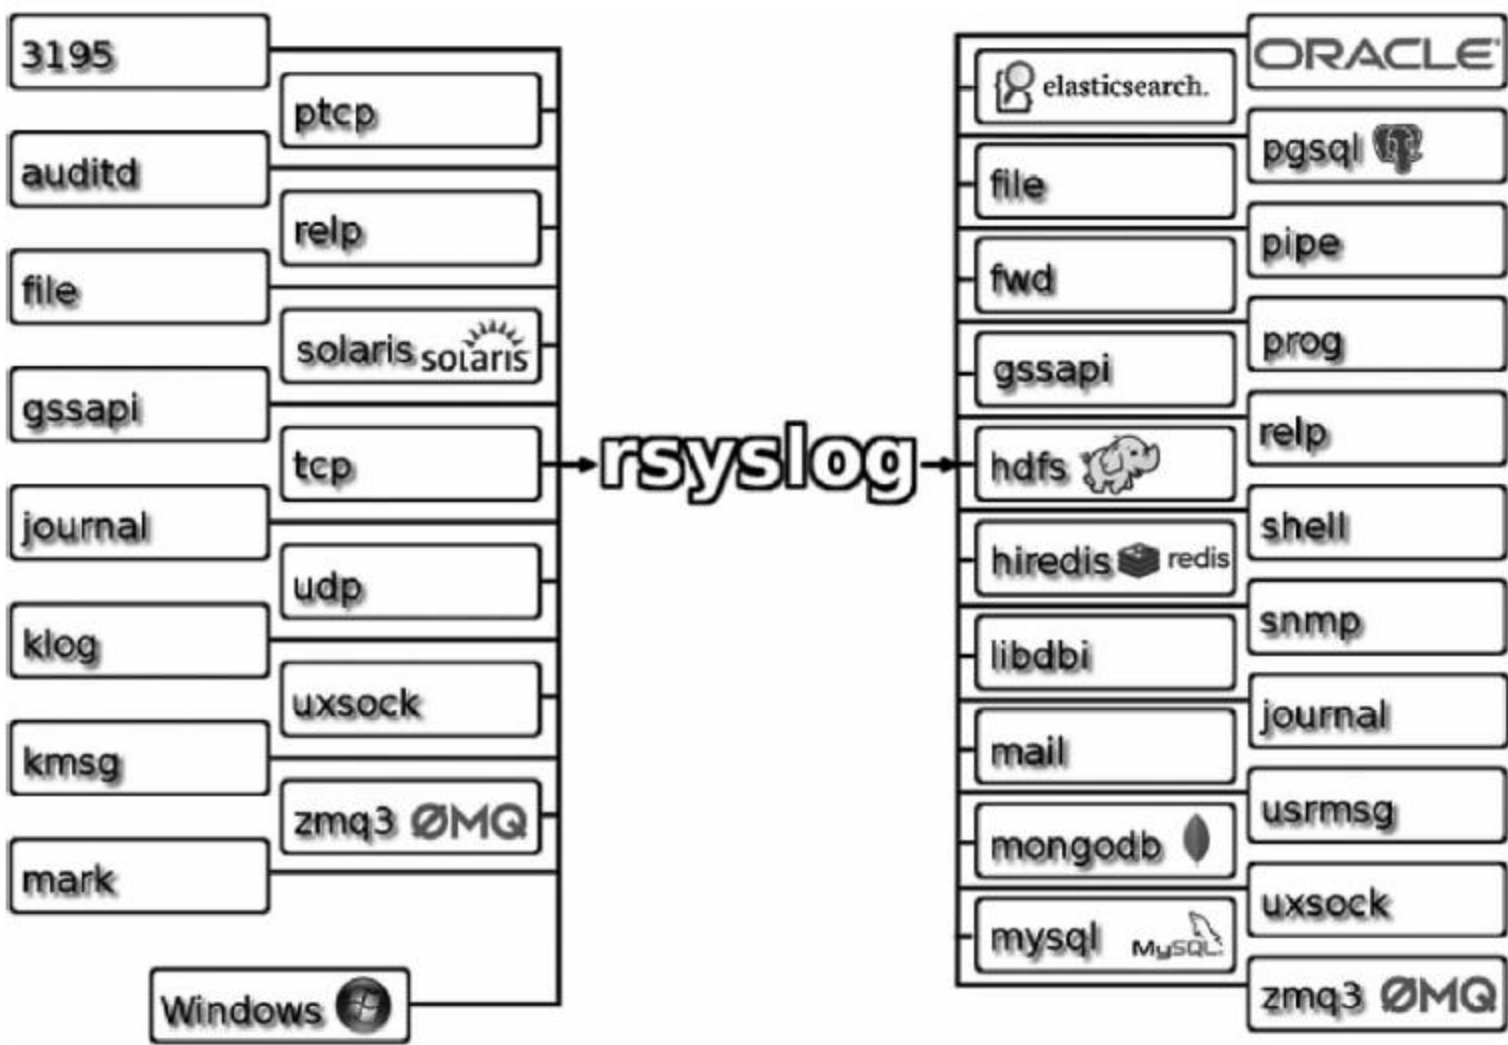 3195
ptcp
auditd
relp
file
solaris solaris
gssapi
tcp
journal
udp
klog
uxsock
kmsg
zmq3 ØMQ
mark
Windows
rsyslog
ORACLE
elasticsearch.
pgsql
file
pipe
fwd
prog
gssapi
relp
hdfs
shell
hiredis redis
snmp
libdbi
journal
mail
usrmsg
mongodb
uxsock
mysql MySQL
zmq3 ØMQ